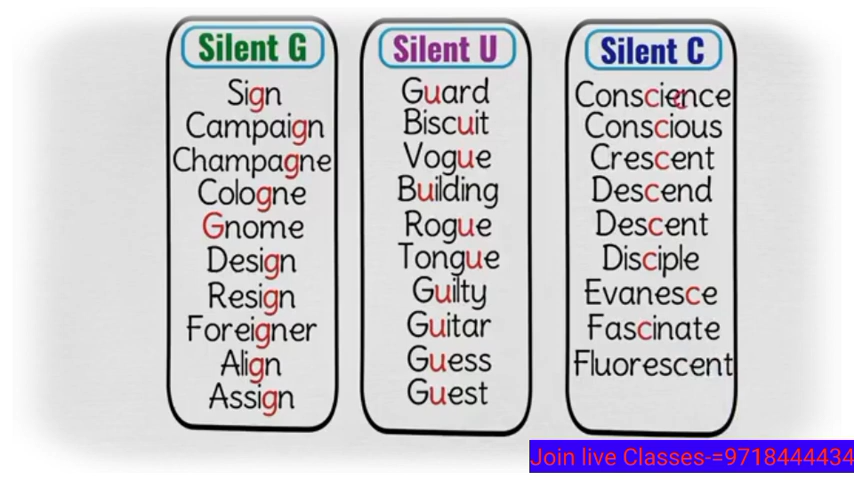 Silent G
Sign
Campaign
Champagne
Cologne
Gnome
Design
Resign
Foreigner
Align
Assign
Silent U
Guard
Biscuit
Vogue
Building
Rogue
Tongue
Guilty
Guitar
Guess
Guest
Silent C
Conscience
Conscious
Crescent
Descend
Descent
Disciple
Evanesce
Fascinate
Fluorescent
Join live Classes-=9718444434